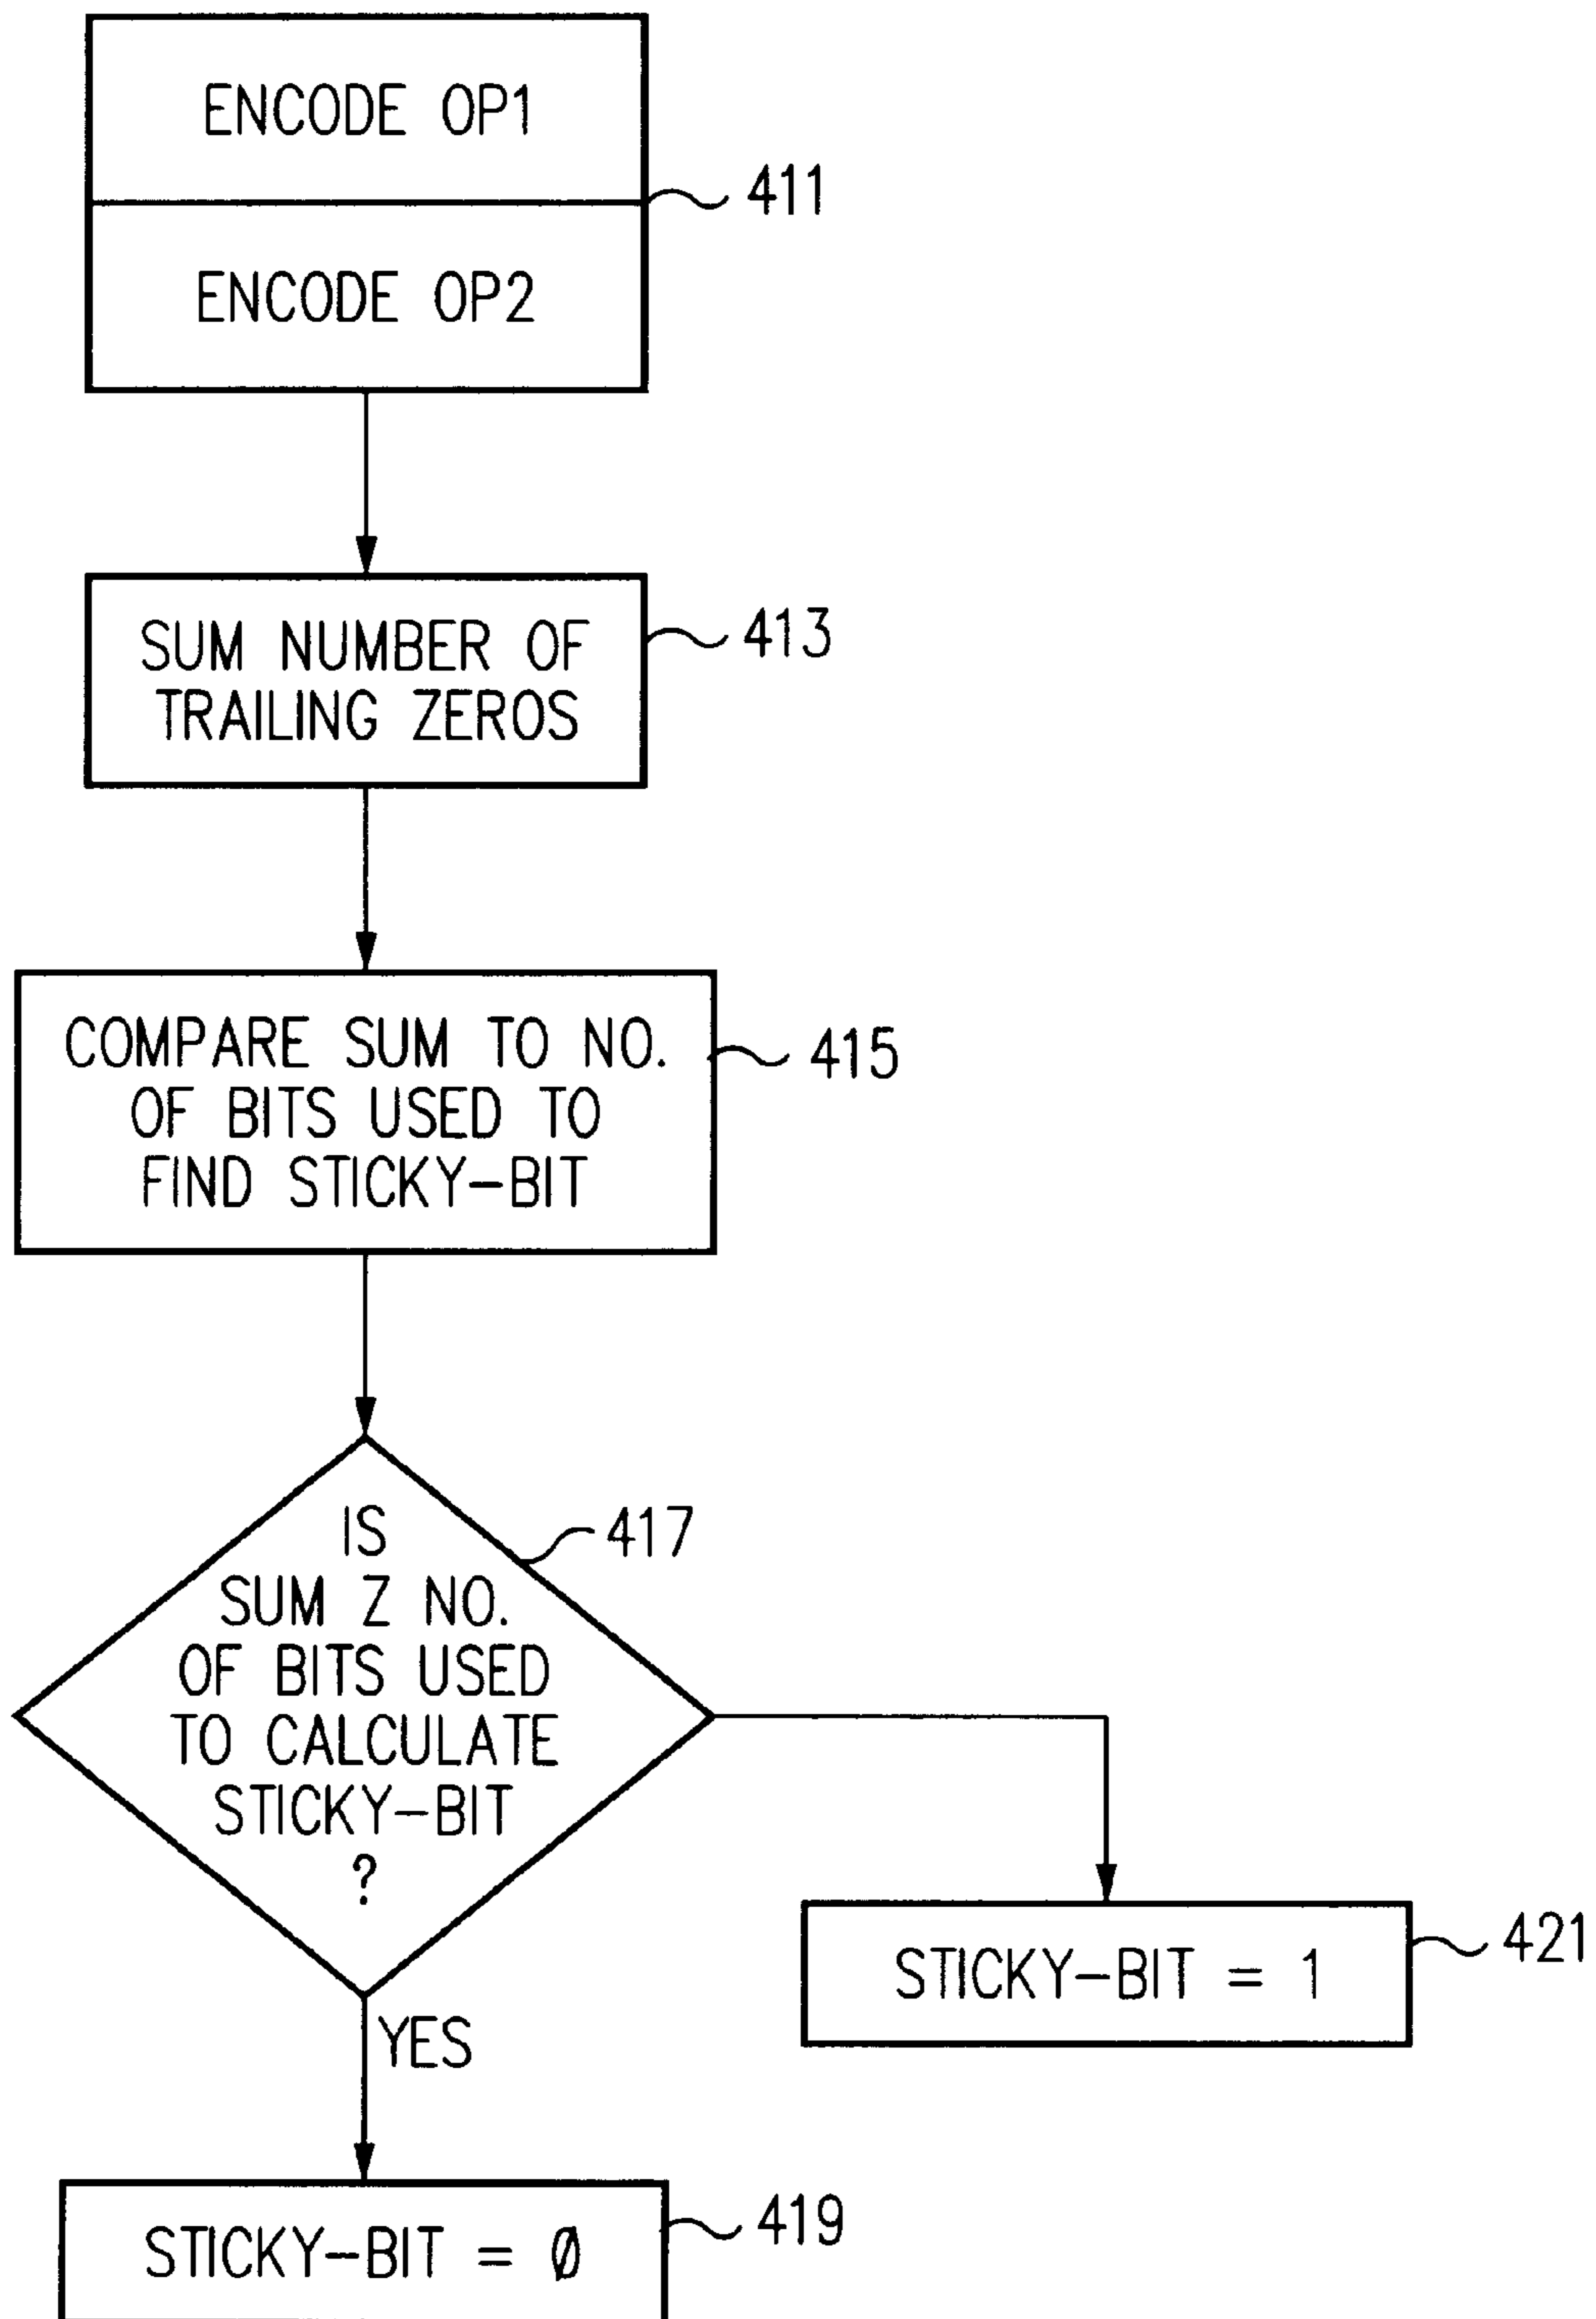 ENCODE OP1
411
ENCODE OP2
SUM NUMBER OF
TRAILING ZEROS
413
COMPARE SUM TO NO.
OF BITS USED TO
FIND STICKY-BIT
415
IS
SUM Z NO.
OF BITS USED
TO CALCULATE
STICKY-BIT
?
417
YES
STICKY-BIT = 1
421
STICKY-BIT = Ø
419